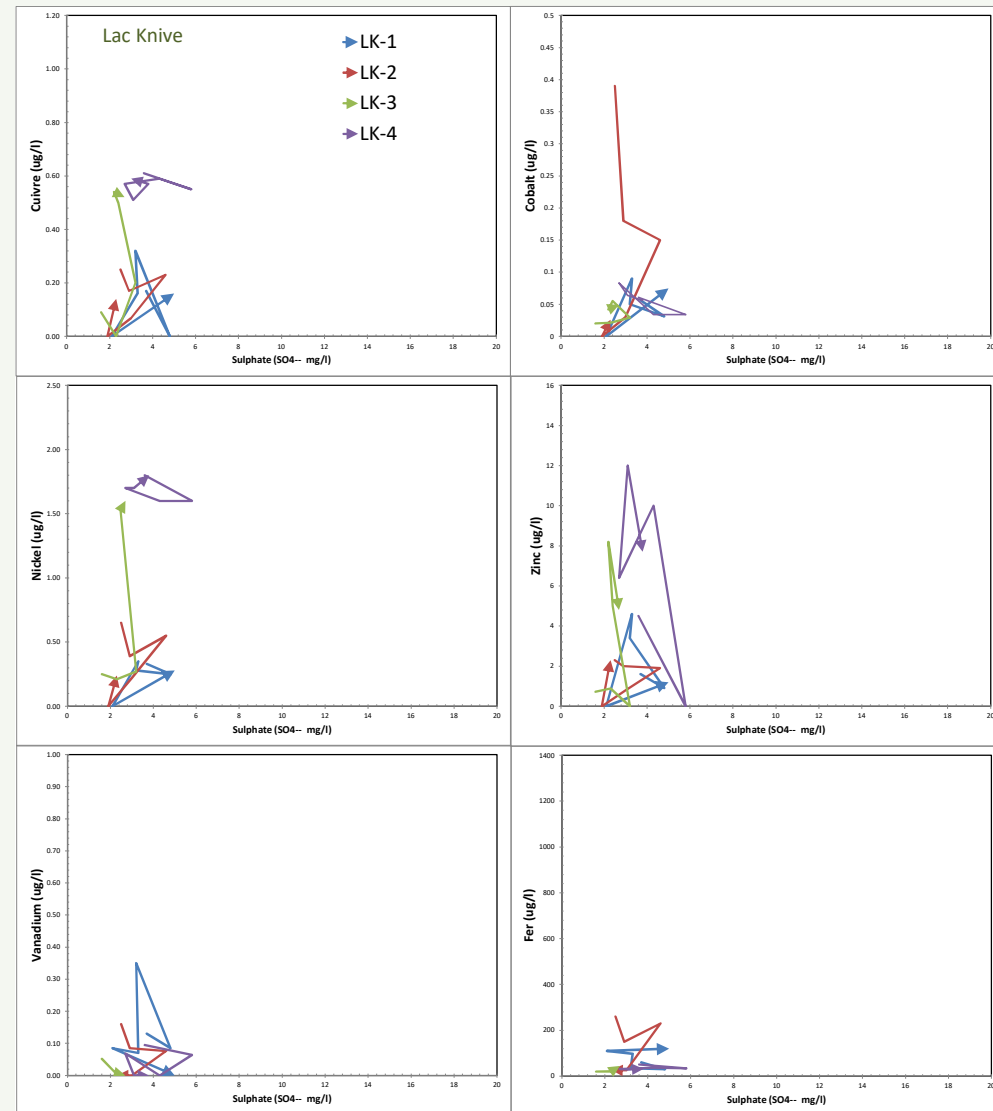 Lac Knive
LK-1
LK-2
LK-3
LK-4
Cuivre (ug/l)
1.20
1.00
0.80
0.60
0.40
0.20
0.00
0 2 4 6 8 10 12 14 16 18 20
Sulphate (SO4-- mg/l)
Cobalt (ug/l)
0.5
0.45
0.4
0.35
0.3
0.25
0.2
0.15
0.1
0.05
0
0 2 4 6 8 10 12 14 16 18 20
Sulphate (SO4-- mg/l)
Nickel (ug/l)
2.50
2.00
1.50
1.00
0.50
0.00
0 2 4 6 8 10 12 14 16 18 20
Sulphate (SO4-- mg/l)
Zinc (ug/l)
16
14
12
10
8
6
4
2
0
0 2 4 6 8 10 12 14 16 18 20
Sulphate (SO4-- mg/l)
Vanadium (ug/l)
1.00
0.90
0.80
0.70
0.60
0.50
0.40
0.30
0.20
0.10
0.00
0 2 4 6 8 10 12 14 16 18 20
Sulphate (SO4-- mg/l)
Fer (ug/l)
1400
1200
1000
800
600
400
200
0
0 2 4 6 8 10 12 14 16 18 20
Sulphate (SO4-- mg/l)